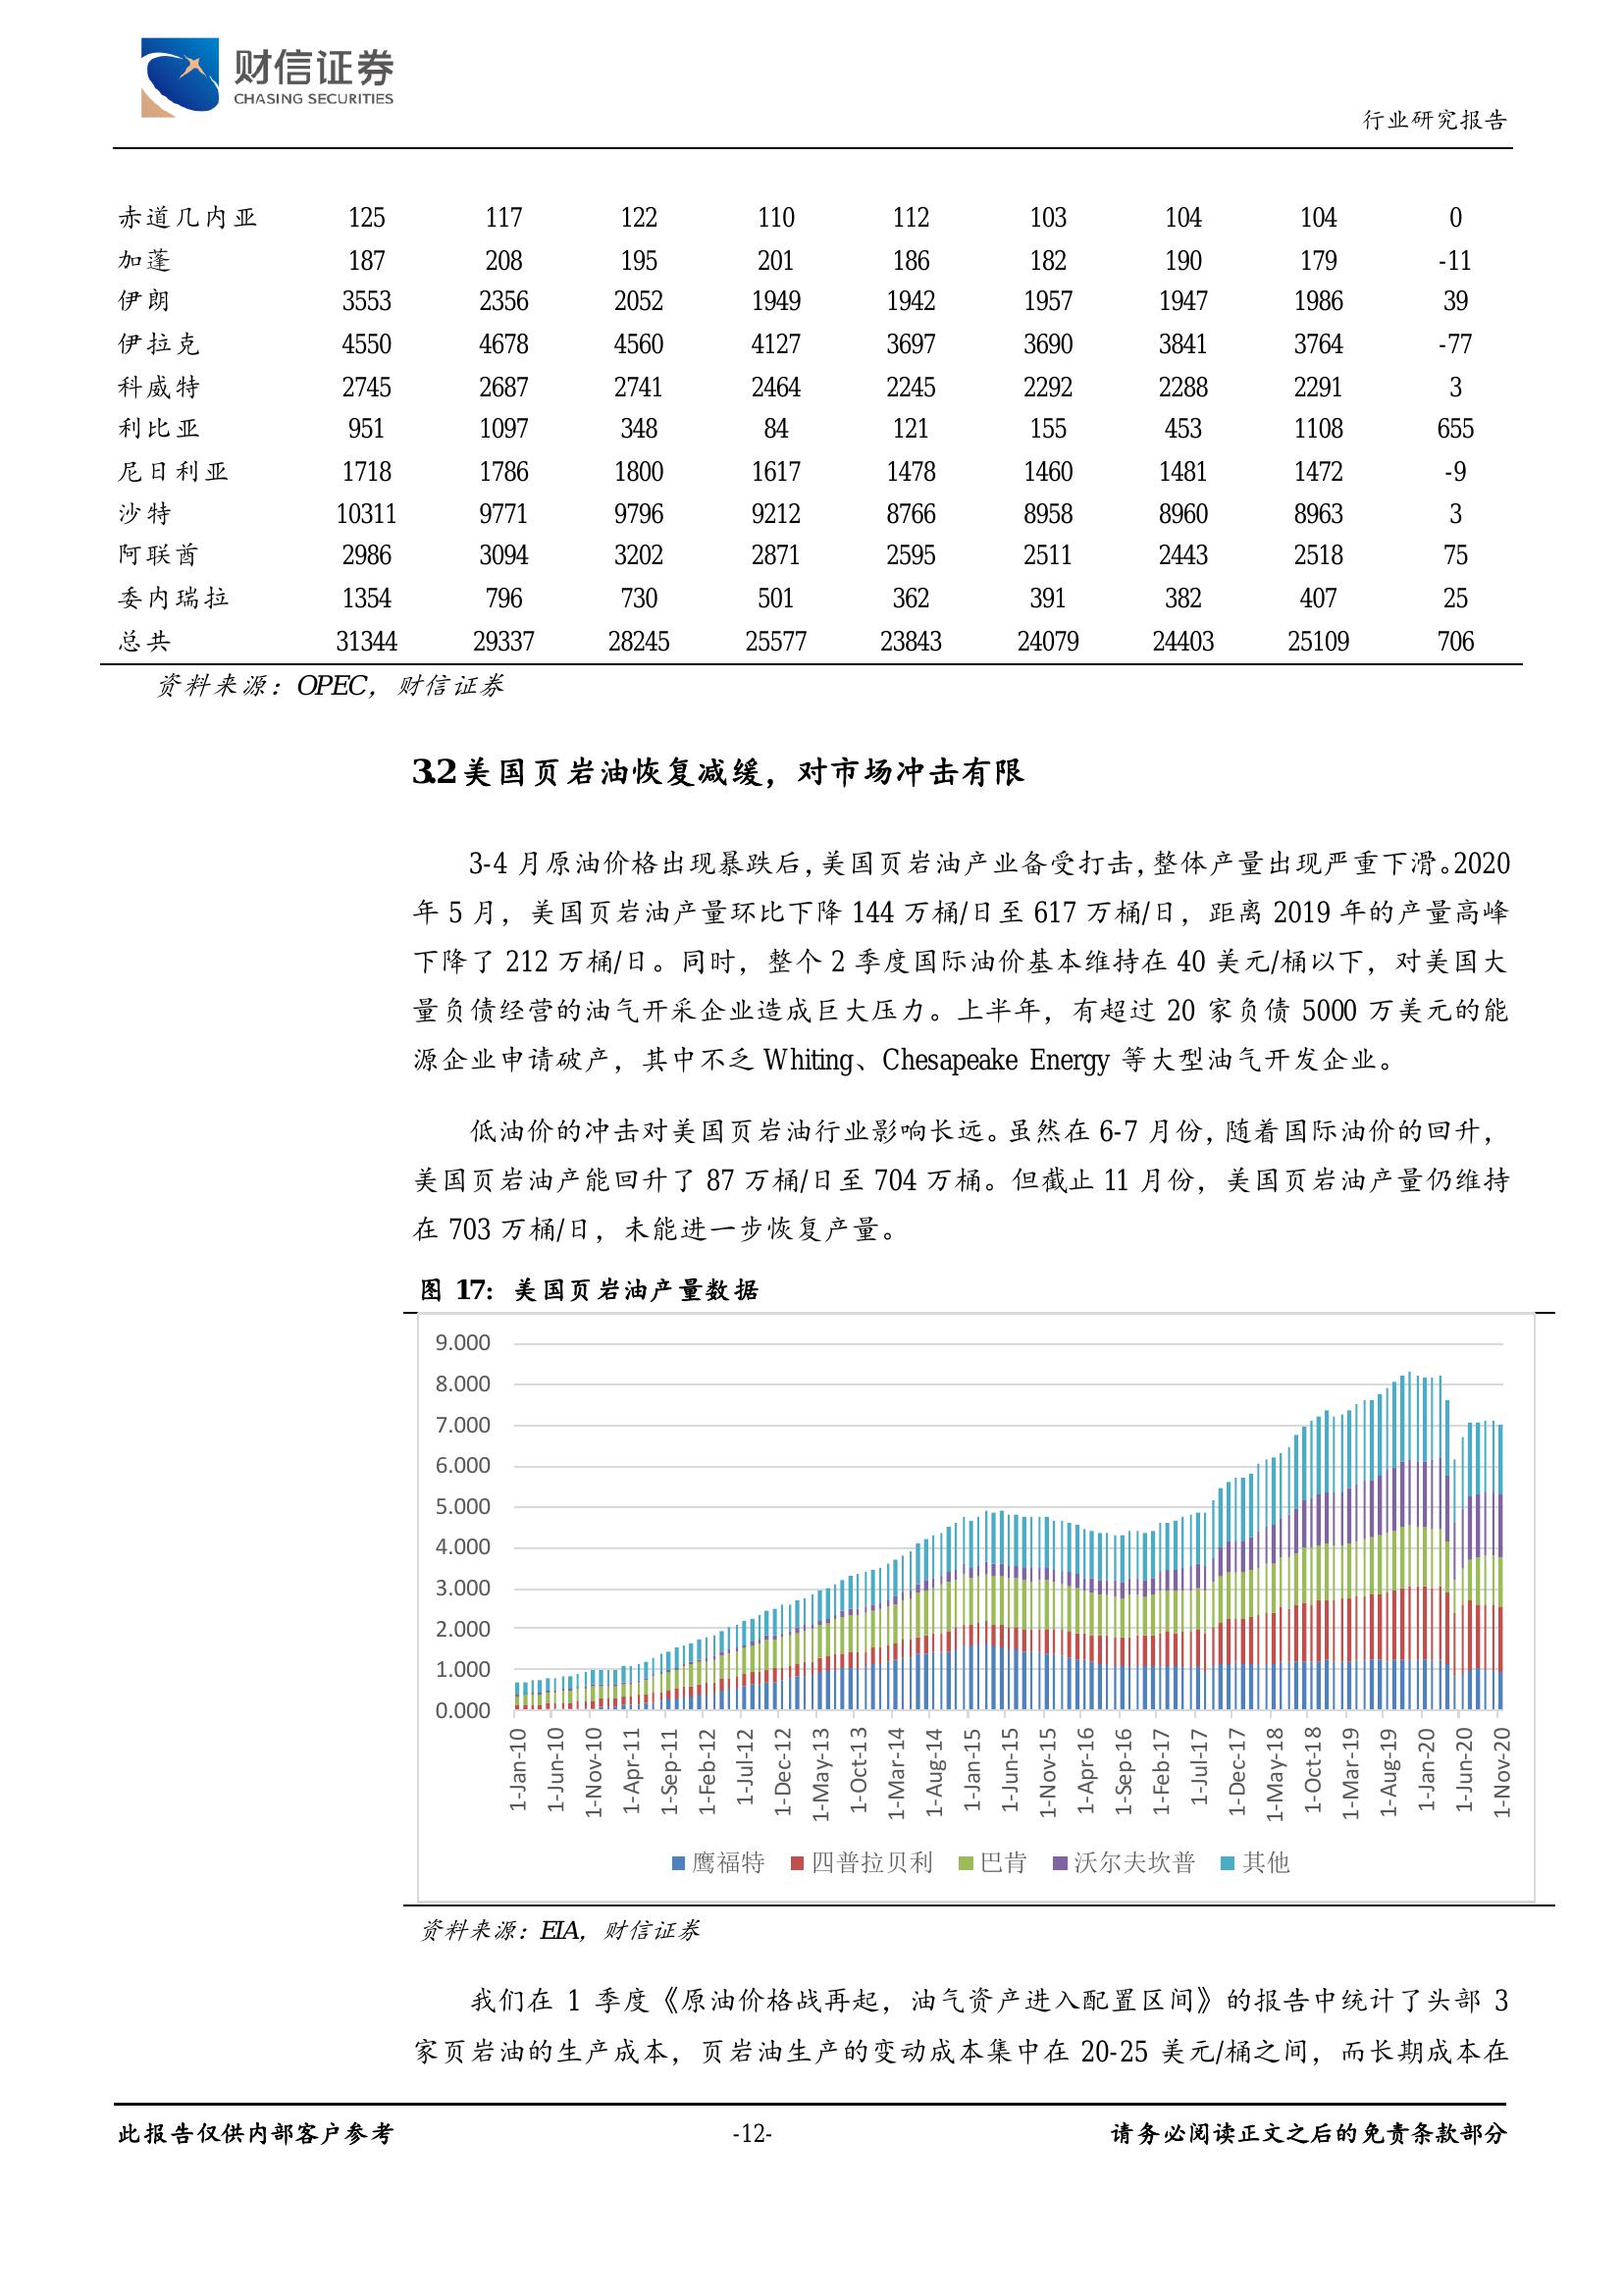 财信证券
CHASING SECURITIES
行业研究报告
赤道几内亚 125 117 122 110 112 103 104 104 0
加蓬 187 208 195 201 186 182 190 179 -11
伊朗 3553 2356 2052 1949 1942 1957 1947 1986 39
伊拉克 4550 4678 4560 4127 3697 3690 3841 3764 -77
科威特 2745 2687 2741 2464 2245 2292 2288 2291 3
利比亚 951 1097 348 84 121 155 453 1108 655
尼日利亚 1718 1786 1800 1617 1478 1460 1481 1472 -9
沙特 10311 9771 9796 9212 8766 8958 8960 8963 3
阿联酋 2986 3094 3202 2871 2595 2511 2443 2518 75
委内瑞拉 1354 796 730 501 362 391 382 407 25
总共 31344 29337 28245 25577 23843 24079 24403 25109 706
资料来源：OPEC，财信证券
3.2 美国页岩油恢复减缓，对市场冲击有限
3-4 月原油价格出现暴跌后，美国页岩油产业备受打击，整体产量出现严重下滑。2020
年 5 月，美国页岩油产量环比下降 144 万桶/日至 617 万桶/日，距离 2019 年的产量高峰
下降了 212 万桶/日。同时，整个 2 季度国际油价基本维持在 40 美元/桶以下，对美国大
量负债经营的油气开采企业造成巨大压力。上半年，有超过 20 家负债 5000 万美元的能
源企业申请破产，其中不乏 Whiting、Chesapeake Energy 等大型油气开发企业。
低油价的冲击对美国页岩油行业影响长远。虽然在 6-7 月份，随着国际油价的回升，
美国页岩油产能回升了 87 万桶/日至 704 万桶。但截止 11 月份，美国页岩油产量仍维持
在 703 万桶/日，未能进一步恢复产量。
图 17：美国页岩油产量数据
9.000
8.000
7.000
6.000
5.000
4.000
3.000
2.000
1.000
0.000
1-Jan-10 1-Jun-10 1-Nov-10 1-Apr-11 1-Sep-11 1-Feb-12 1-Jul-12 1-Dec-12 1-May-13 1-Oct-13 1-Mar-14 1-Aug-14 1-Jan-15 1-Jun-15 1-Nov-15 1-Apr-16 1-Sep-16 1-Feb-17 1-Jul-17 1-Dec-17 1-May-18 1-Oct-18 1-Mar-19 1-Aug-19 1-Jan-20 1-Jun-20 1-Nov-20
鹰福特 四普拉贝利 巴肯 沃尔夫坎普 其他
资料来源：EIA，财信证券
我们在 1 季度《原油价格战再起，油气资产进入配置区间》的报告中统计了头部 3
家页岩油的生产成本，页岩油生产的变动成本集中在 20-25 美元/桶之间，而长期成本在
此报告仅供内部客户参考 -12- 请务必阅读正文之后的免责条款部分